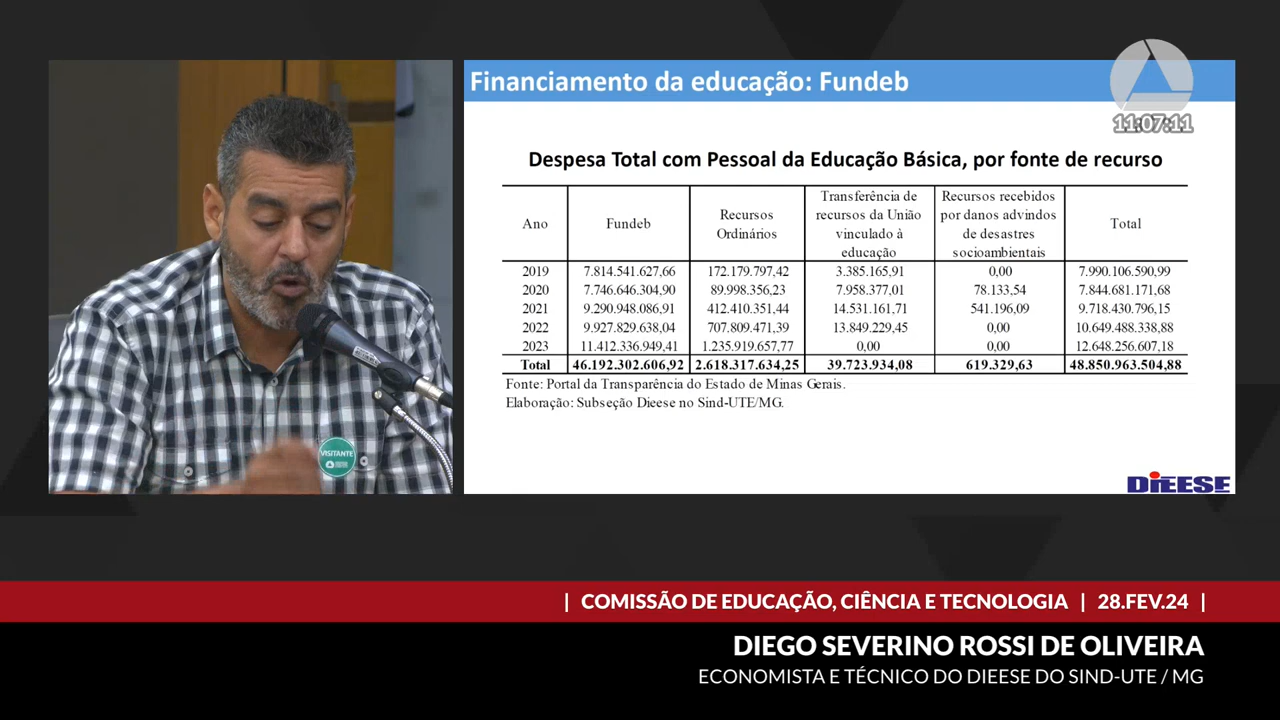 Financiamento da educação: Fundeb
11:07:11
Despesa Total com Pessoal da Educação Básica, por fonte de recurso
Ano Fundeb Recursos Ordinários Transferência de recursos da União vinculado à educação Recursos recebidos por danos advindos de desastres socioambientais Total
2019 7.814.541.627,66 172.179.797,42 3.385.165,91 0,00 7.990.106.590,99
2020 7.746.646.304,90 89.998.356,23 7.958.377,01 78.133,54 7.844.681.171,68
2021 9.290.948.086,91 412.410.351,44 14.531.161,71 541.196,09 9.718.430.796,15
2022 9.927.829.638,04 707.809.471,39 13.849.229,45 0,00 10.649.488.338,88
2023 11.412.336.949,41 1.235.919.657,77 0,00 0,00 12.648.256.607,18
Total 46.192.302.606,92 2.618.317.634,25 39.723.934,08 619.329,63 48.850.963.504,88
Fonte: Portal da Transparência do Estado de Minas Gerais.
Elaboração: Subseção Dieese no Sind-UTE/MG.
VISITANTE
DIEESE
| COMISSÃO DE EDUCAÇÃO, CIÊNCIA E TECNOLOGIA | 28.FEV.24 |
DIEGO SEVERINO ROSSI DE OLIVEIRA
ECONOMISTA E TÉCNICO DO DIEESE DO SIND-UTE / MG